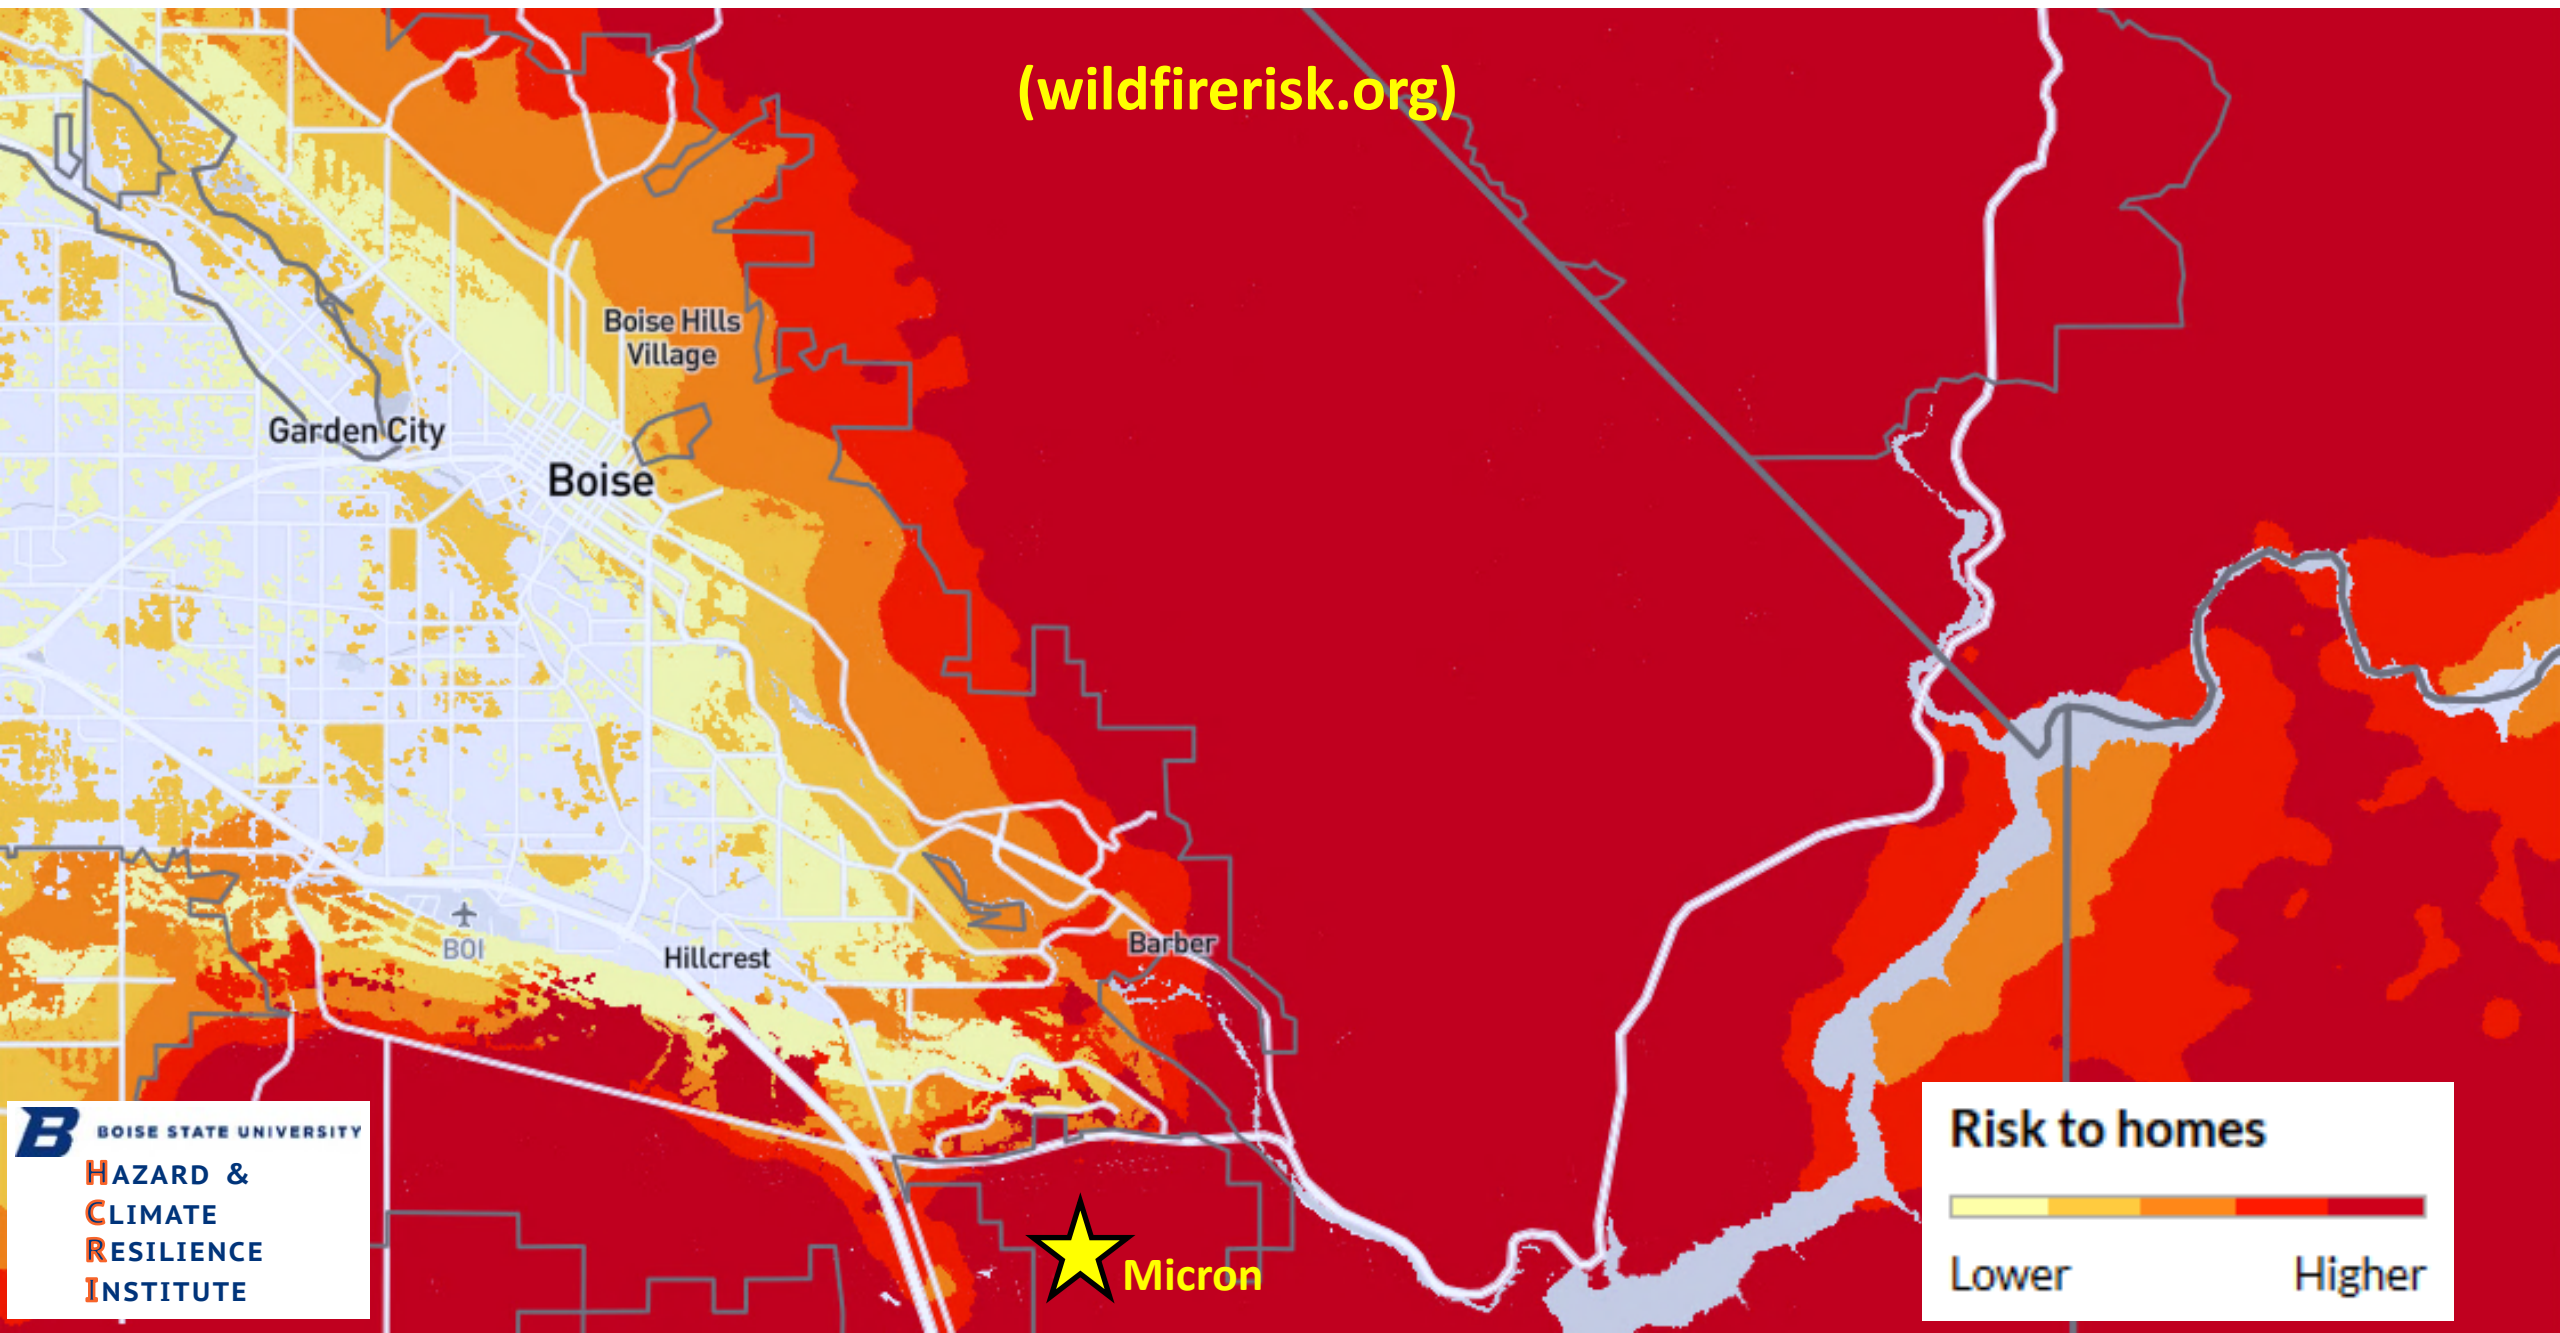 (wildfirerisk.org)
Boise Hills
Village
Garden City
Boise
BOI
Hillcrest
Barber
Micron
BOISE STATE UNIVERSITY
HAZARD &
CLIMATE
RESILIENCE
INSTITUTE
Risk to homes
Lower Higher